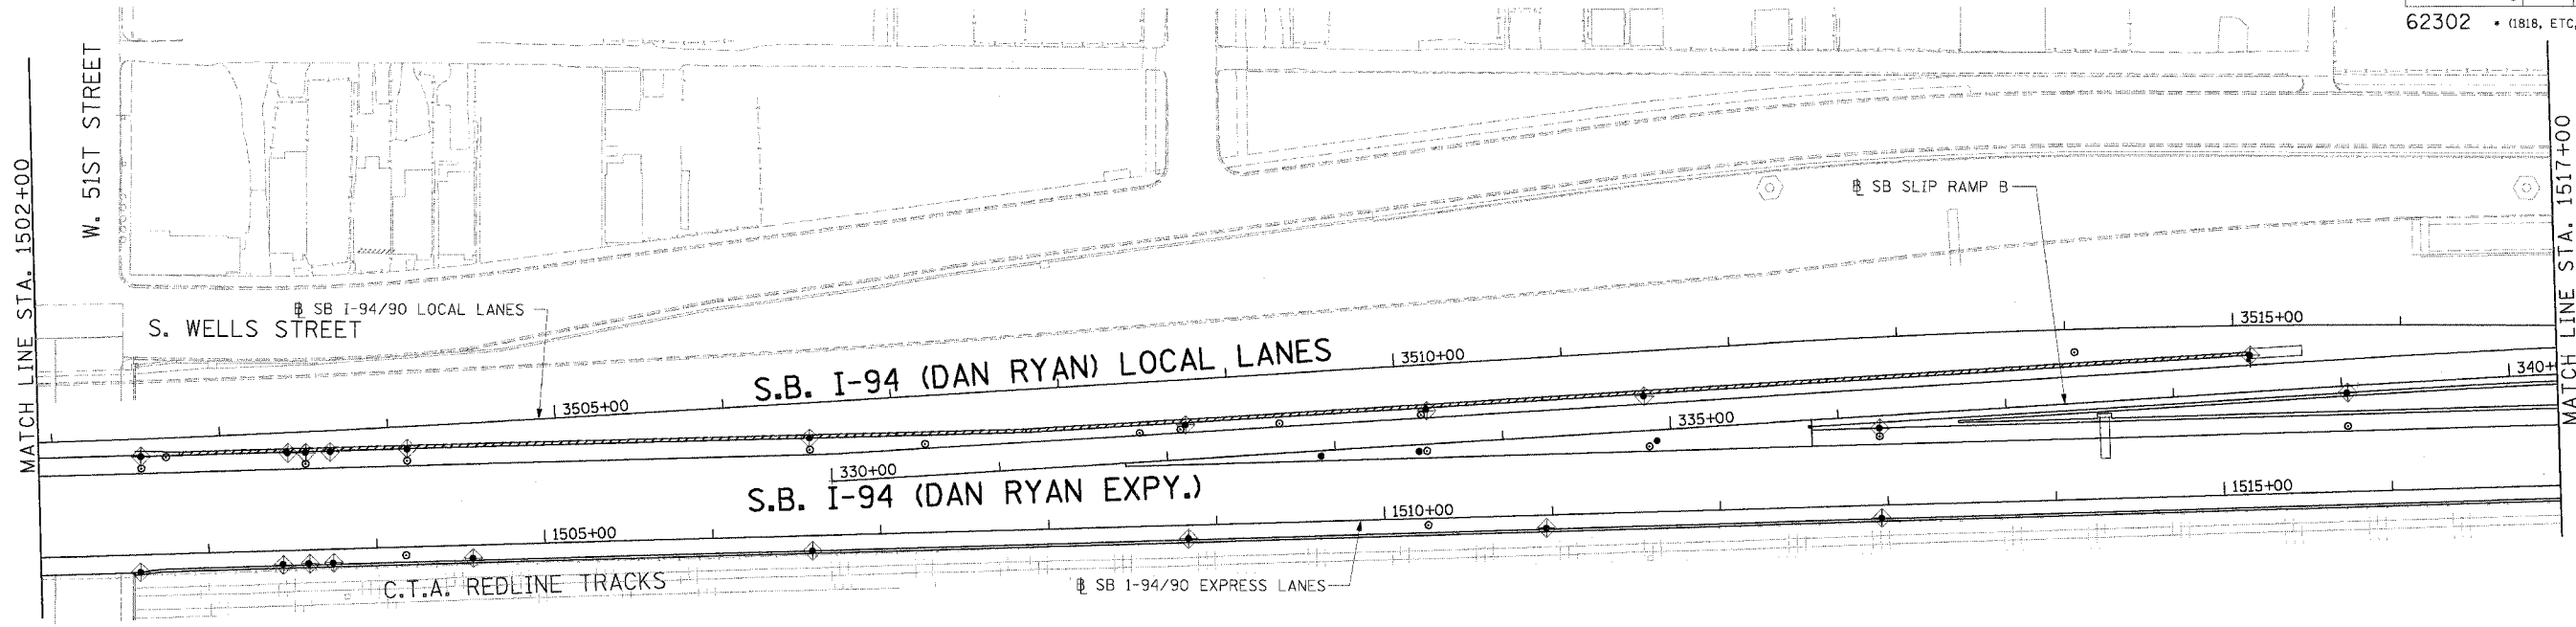 62302 * (1818, ETC.
W. 51ST STREET
MATCH LINE STA. 1502+00
MATCH LINE STA. 1517+00
℄ SB SLIP RAMP B
℄ SB I-94/90 LOCAL LANES
S. WELLS STREET
3515+00
S.B. I-94 (DAN RYAN) LOCAL LANES
3510+00
340+
3505+00
335+00
330+00
S.B. I-94 (DAN RYAN EXPY.)
1515+00
1510+00
1505+00
C.T.A. REDLINE TRACKS
℄ SB I-94/90 EXPRESS LANES